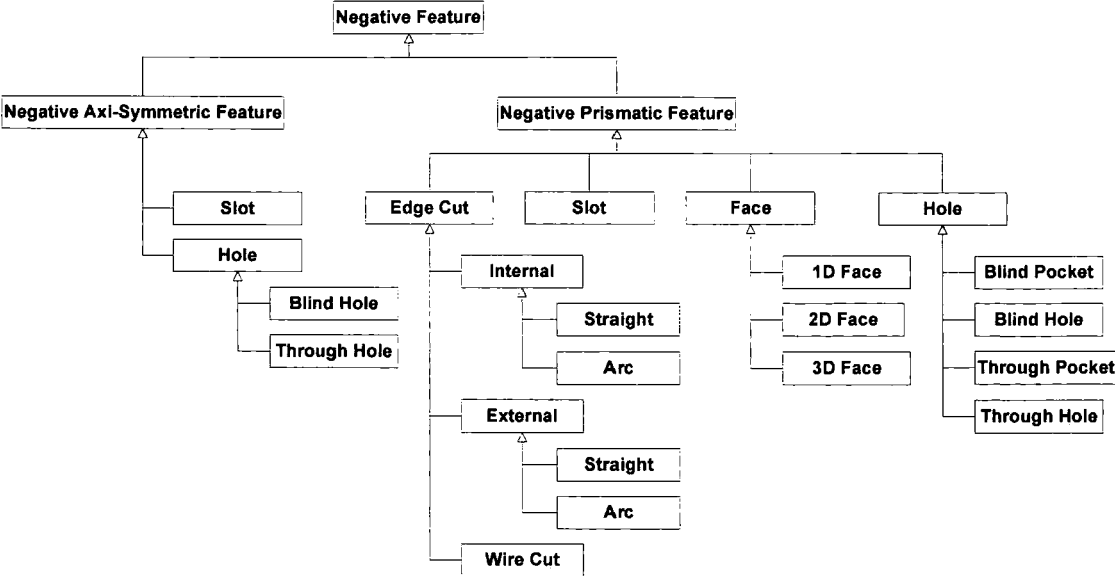 Negative Feature
Negative Axi-Symmetric Feature
Negative Prismatic Feature
Slot
Hole
Blind Hole
Through Hole
Edge Cut
Internal
Straight
Arc
External
Straight
Arc
Wire Cut
Slot
Face
1D Face
2D Face
3D Face
Hole
Blind Pocket
Blind Hole
Through Pocket
Through Hole